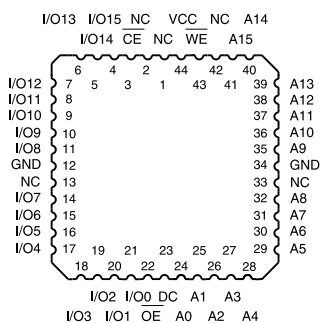 I/O13 I/O15 NC VCC NC A14
I/O14 CE NC WE A15
6 4 2 44 42 40
5 3 1 43 41
I/O12 7 39 A13
I/O11 8 38 A12
I/O10 9 37 A11
I/O9 10 36 A10
I/O8 11 35 A9
GND 12 34 GND
NC 13 33 NC
I/O7 14 32 A8
I/O6 15 31 A7
I/O5 16 30 A6
I/O4 17 29 A5
19 21 23 25 27
18 20 22 24 26 28
I/O2 I/O0 DC A1 A3
I/O3 I/O1 OE A0 A2 A4